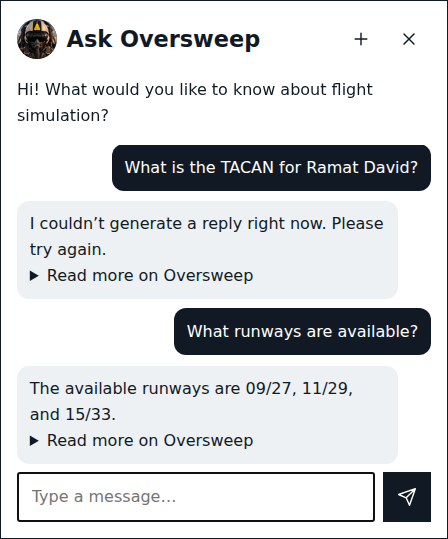 Ask Oversweep
Hi! What would you like to know about flight
simulation?
What is the TACAN for Ramat David?
I couldn’t generate a reply right now. Please
try again.
Read more on Oversweep
What runways are available?
The available runways are 09/27, 11/29,
and 15/33.
Read more on Oversweep
Type a message…